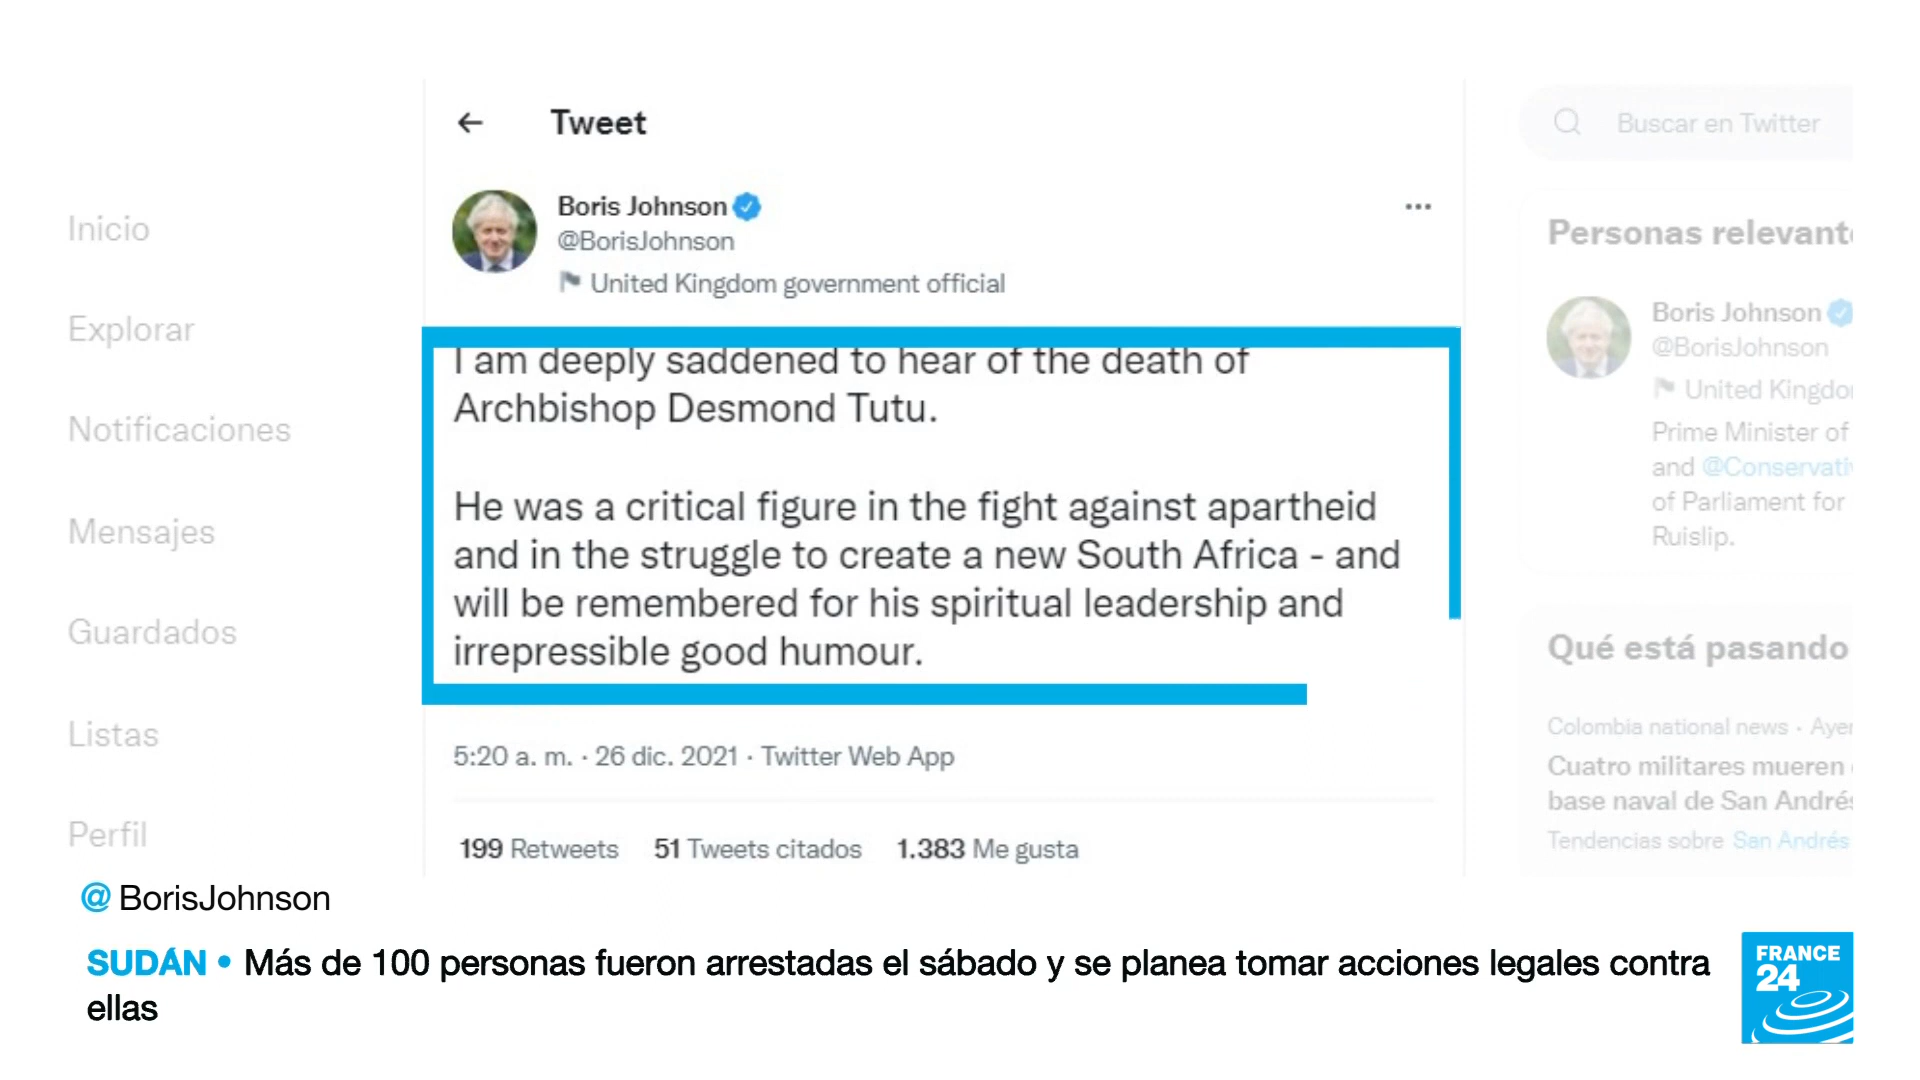 Inicio
Explorar
Notificaciones
Mensajes
Guardados
Listas
Perfil
Tweet
Boris Johnson
@BorisJohnson
United Kingdom government official
I am deeply saddened to hear of the death of
Archbishop Desmond Tutu.
He was a critical figure in the fight against apartheid
and in the struggle to create a new South Africa - and
will be remembered for his spiritual leadership and
irrepressible good humour.
5:20 a. m. · 26 dic. 2021 · Twitter Web App
199 Retweets 51 Tweets citados 1.383 Me gusta
Buscar en Twitter
Personas relevant
Boris Johnson
@BorisJohnson
United Kingdo
Prime Minister of
and @Conservati
of Parliament for
Ruislip.
Qué está pasando
Colombia national news · Ayer
Cuatro militares mueren
base naval de San Andrés
Tendencias sobre San Andrés
@ BorisJohnson
SUDÁN • Más de 100 personas fueron arrestadas el sábado y se planea tomar acciones legales contra
ellas
FRANCE
24